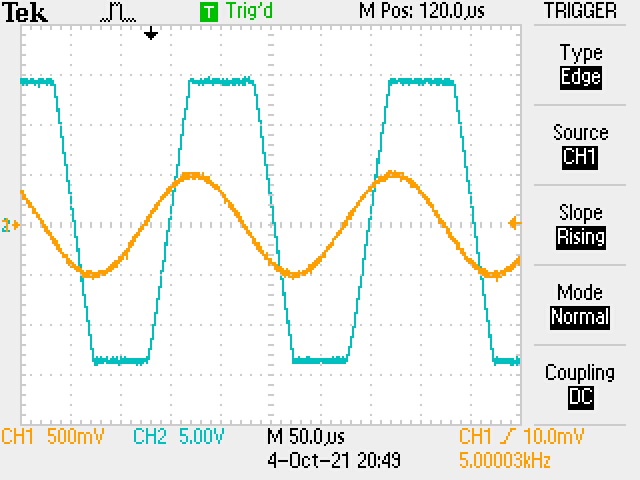 Tek T Trig'd M Pos: 120.0µs TRIGGER
Type
Edge
Source
CH1
Slope
Rising
Mode
Normal
Coupling
DC
2
CH1 500mV CH2 5.00V M 50.0µs CH1 10.0mV
4-Oct-21 20:49 5.00003kHz